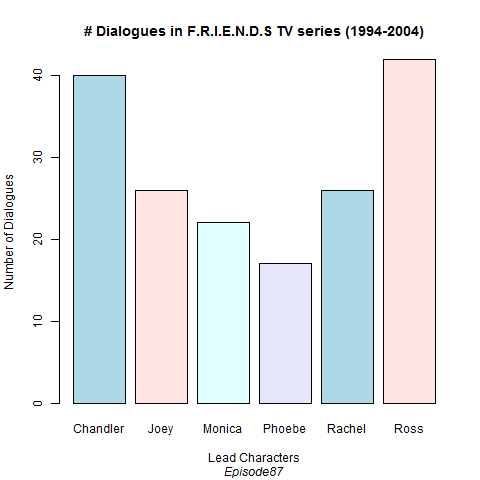 # Dialogues in F.R.I.E.N.D.S TV series (1994-2004)
Number of Dialogues
40
30
20
10
0
Chandler Joey Monica Phoebe Rachel Ross
Lead Characters
Episode87